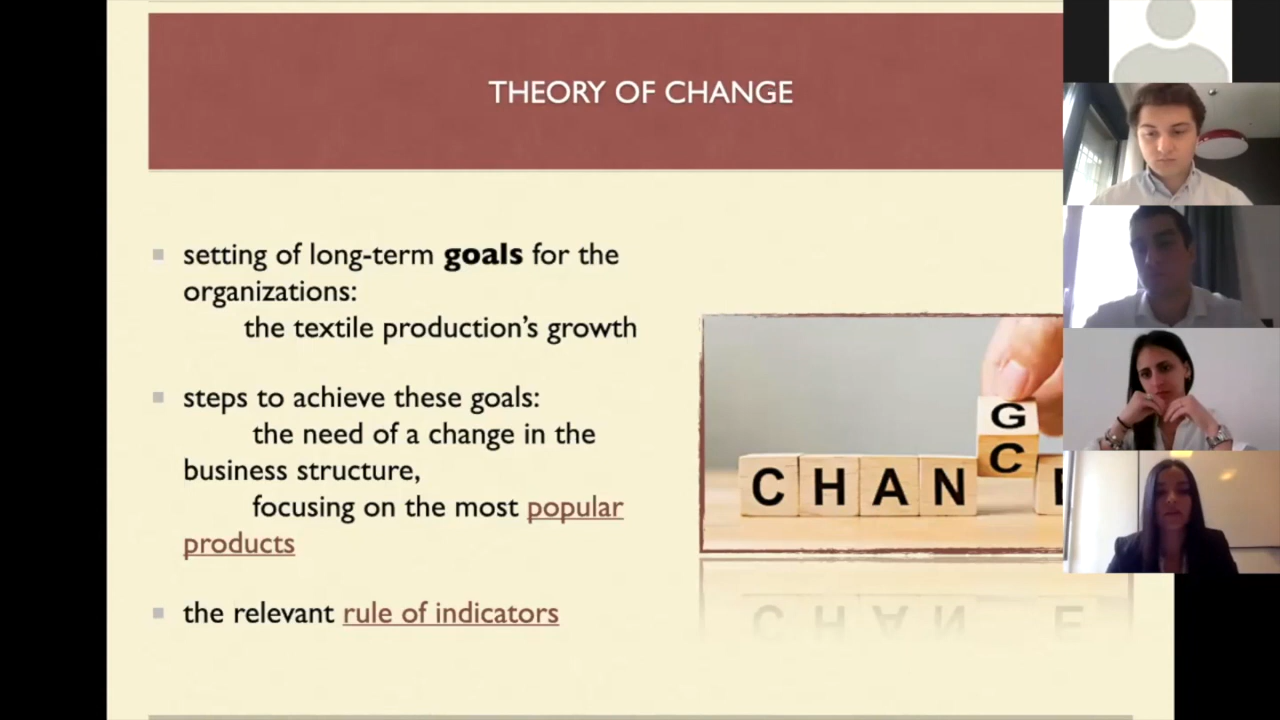 THEORY OF CHANGE
setting of long-term goals for the
organizations:
the textile production's growth
steps to achieve these goals:
the need of a change in the
business structure,
focusing on the most popular
products
the relevant rule of indicators
G
C
C H A N
C H A N E